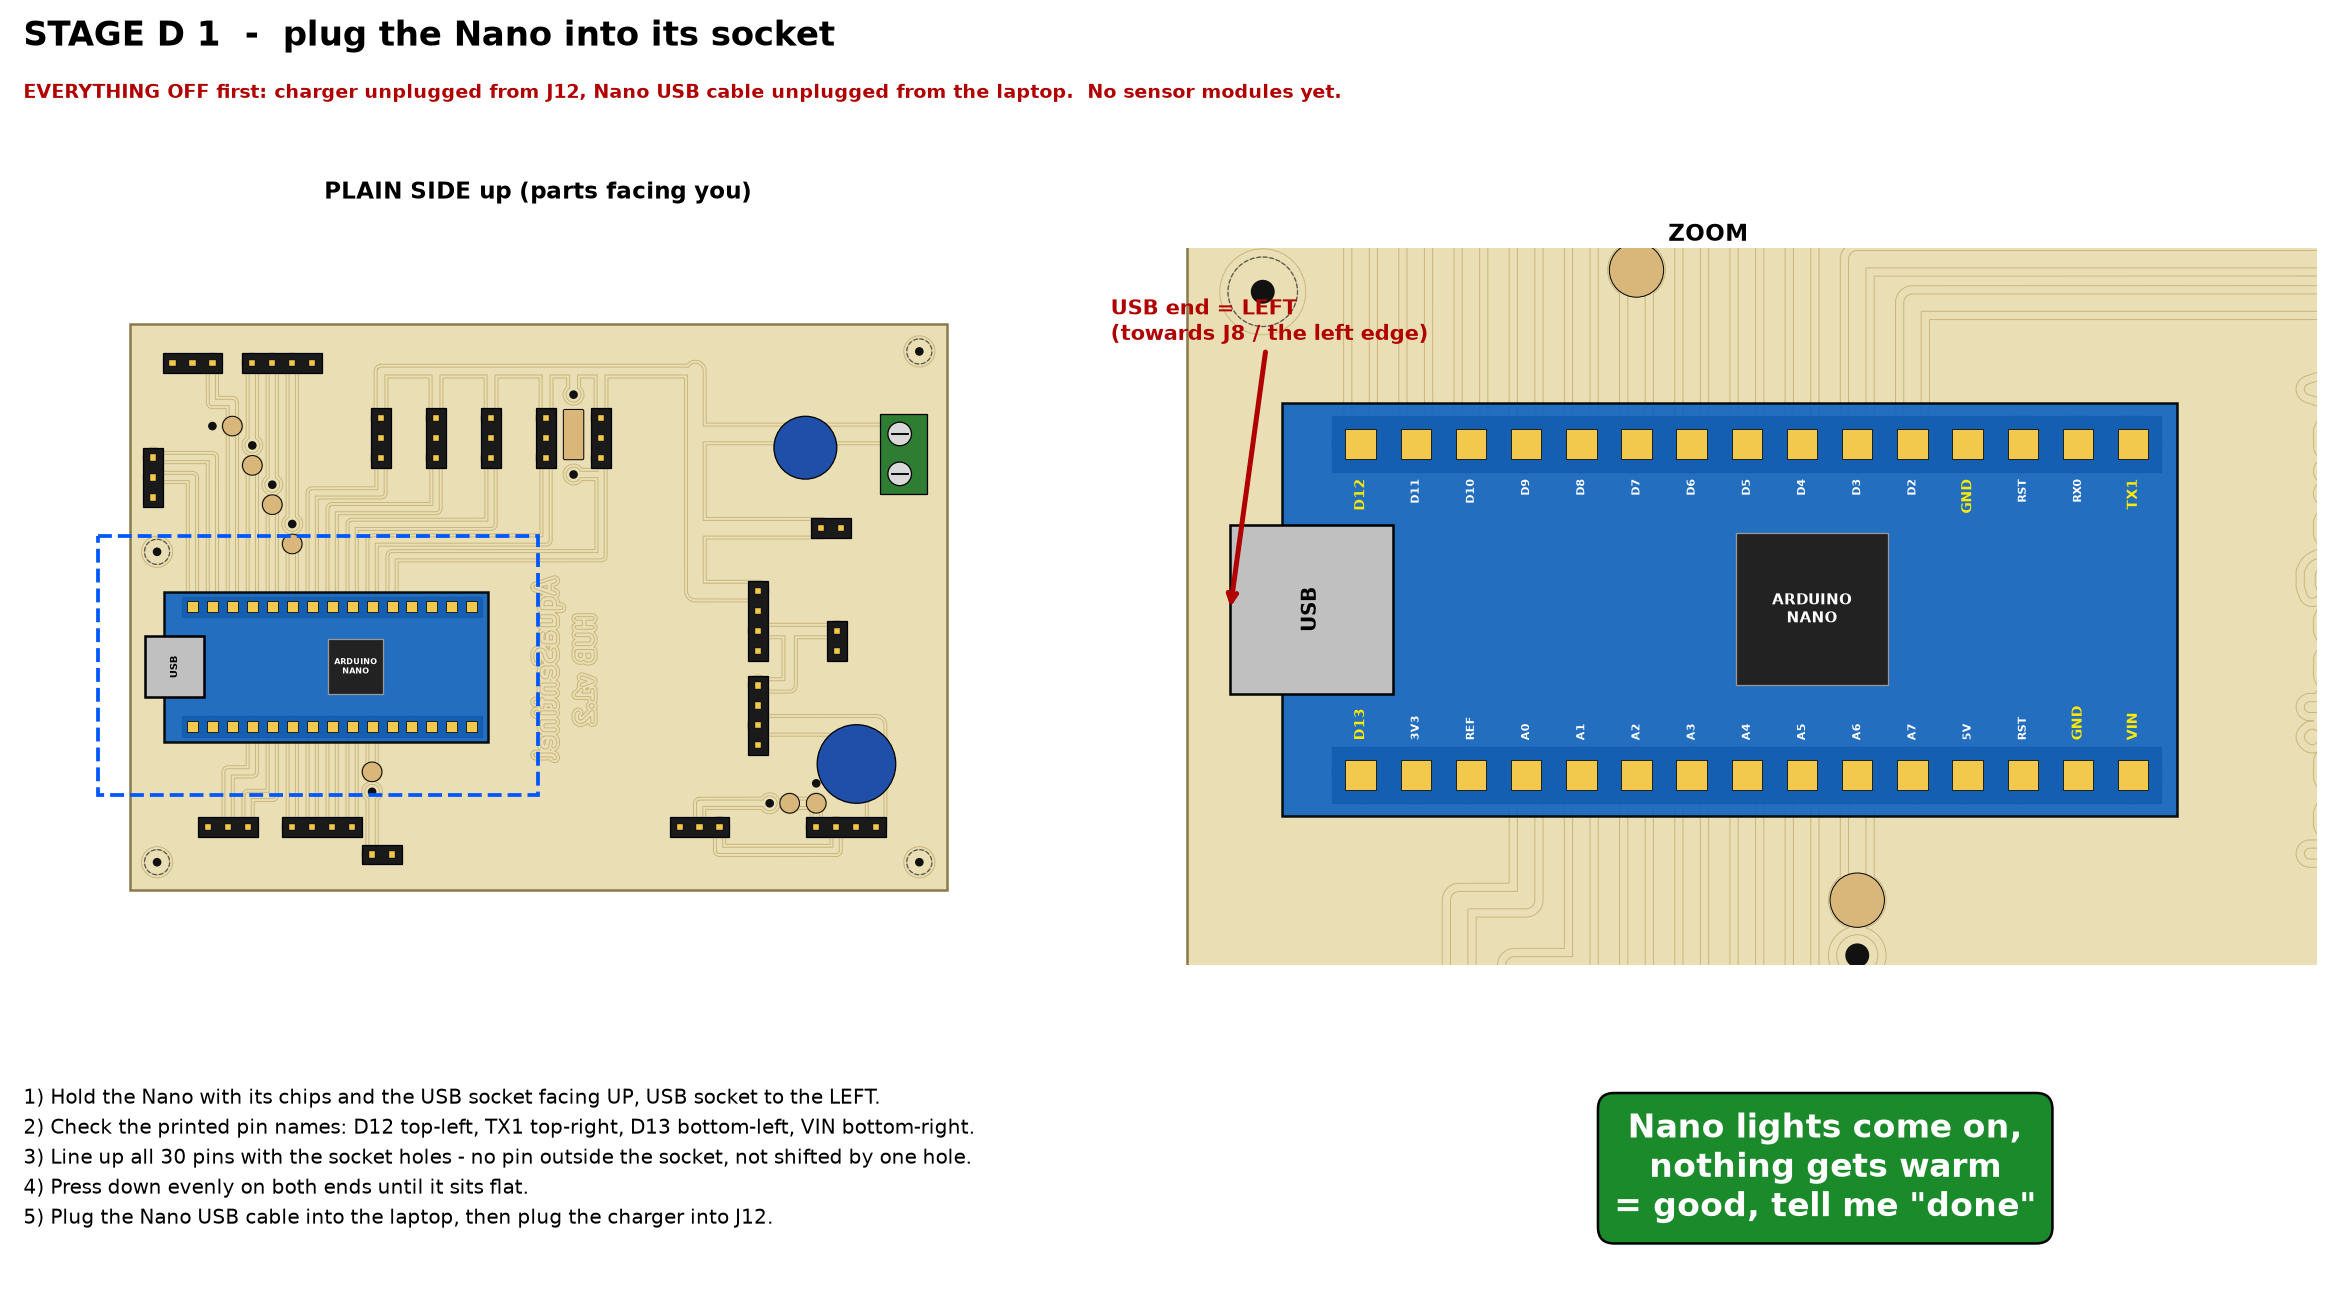 STAGE D 1 - plug the Nano into its socket
EVERYTHING OFF first: charger unplugged from J12, Nano USB cable unplugged from the laptop. No sensor modules yet.
PLAIN SIDE up (parts facing you)
USB
ARDUINO
NANO
HUB v1.2
ZOOM
USB end = LEFT
(towards J8 / the left edge)
D12 D11 D10 D9 D8 D7 D6 D5 D4 D3 D2 GND RST RX0 TX1
USB
ARDUINO
NANO
D13 3V3 REF A0 A1 A2 A3 A4 A5 A6 A7 5V RST GND VIN
1) Hold the Nano with its chips and the USB socket facing UP, USB socket to the LEFT.
2) Check the printed pin names: D12 top-left, TX1 top-right, D13 bottom-left, VIN bottom-right.
3) Line up all 30 pins with the socket holes - no pin outside the socket, not shifted by one hole.
4) Press down evenly on both ends until it sits flat.
5) Plug the Nano USB cable into the laptop, then plug the charger into J12.
Nano lights come on,
nothing gets warm
= good, tell me "done"